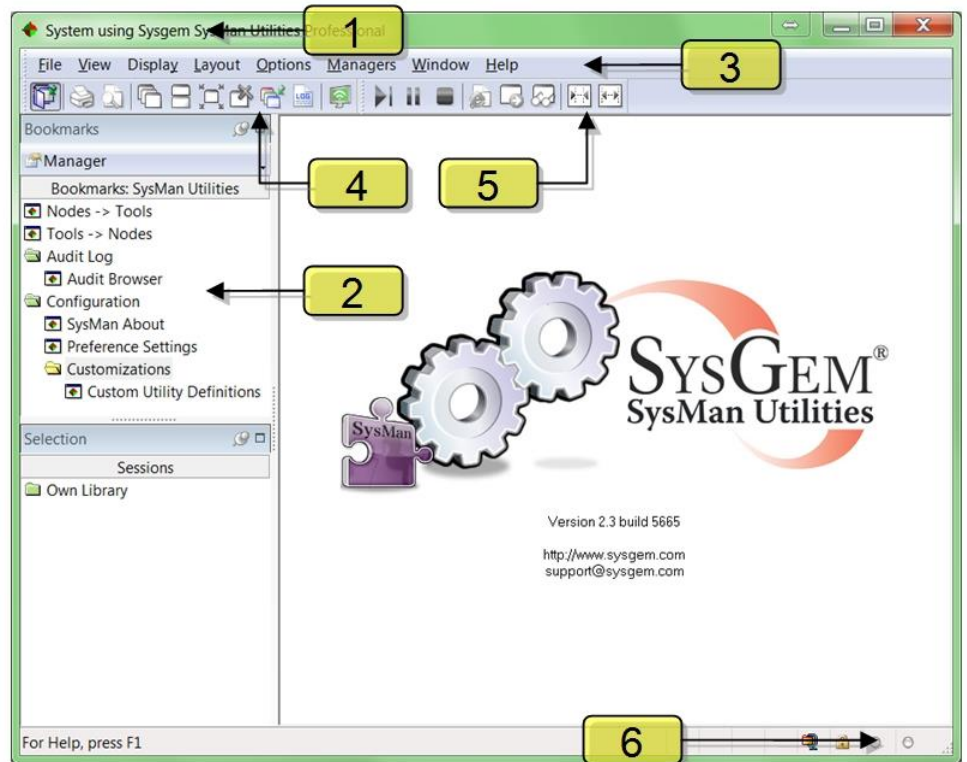 System using Sysgem SysMan Utilities Professional
1
File View Display Layout Options Managers Window Help
3
LOG
Bookmarks
Manager
4
5
Bookmarks: SysMan Utilities
Nodes -> Tools
Tools -> Nodes
Audit Log
Audit Browser
2
Configuration
SysMan About
Preference Settings
Customizations
Custom Utility Definitions
SYSGEM®
SysMan Utilities
SysMan
Selection
Sessions
Own Library
Version 2.3 build 5665
http://www.sysgem.com
support@sysgem.com
For Help, press F1
6